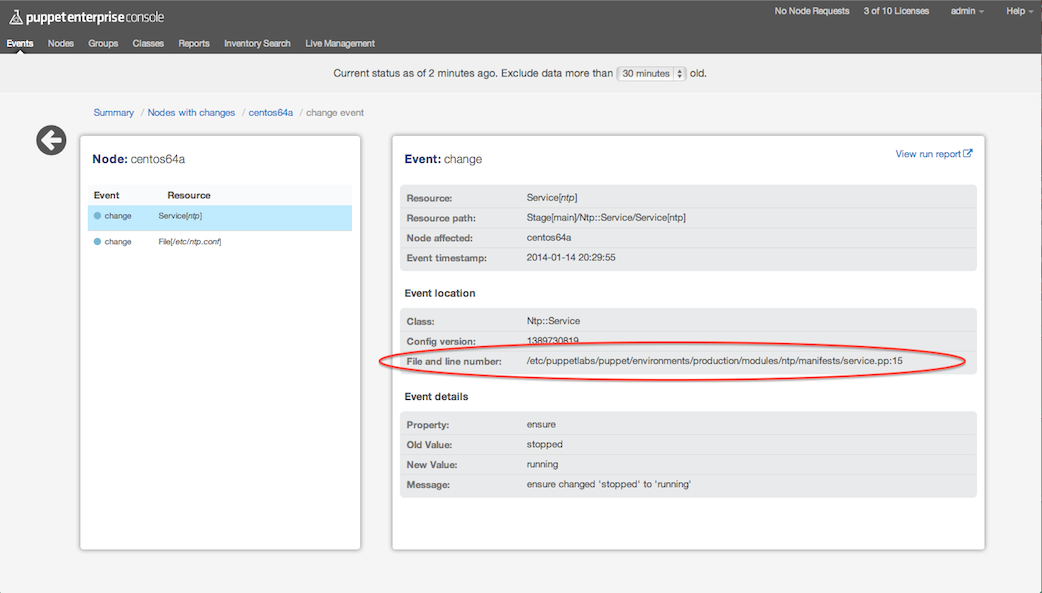 puppet enterprise console
No Node Requests 3 of 10 Licenses admin Help
Events Nodes Groups Classes Reports Inventory Search Live Management
Current status as of 2 minutes ago. Exclude data more than 30 minutes old.
Summary / Nodes with changes / centos64a / change event
Node: centos64a
Event Resource
change Service[ntp]
change File[/etc/ntp.conf]
Event: change
View run report
Resource: Service[ntp]
Resource path: Stage[main]/Ntp::Service/Service[ntp]
Node affected: centos64a
Event timestamp: 2014-01-14 20:29:55
Event location
Class: Ntp::Service
Config version: 1389730819
File and line number: /etc/puppetlabs/puppet/environments/production/modules/ntp/manifests/service.pp:15
Event details
Property: ensure
Old Value: stopped
New Value: running
Message: ensure changed 'stopped' to 'running'